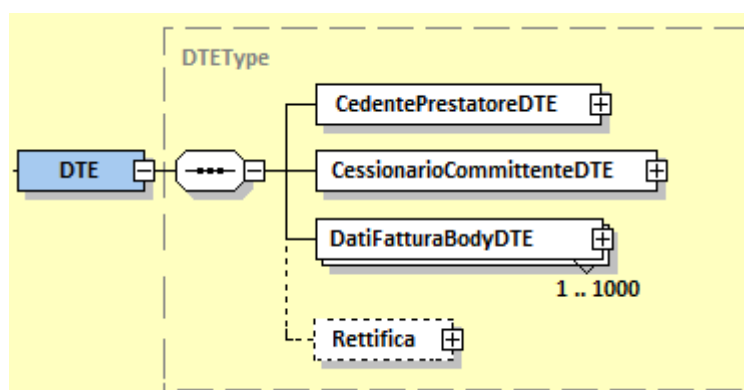 DTEType
CedentePrestatoreDTE
DTE
CessionarioCommittenteDTE
DatiFatturaBodyDTE
1 .. 1000
Rettifica